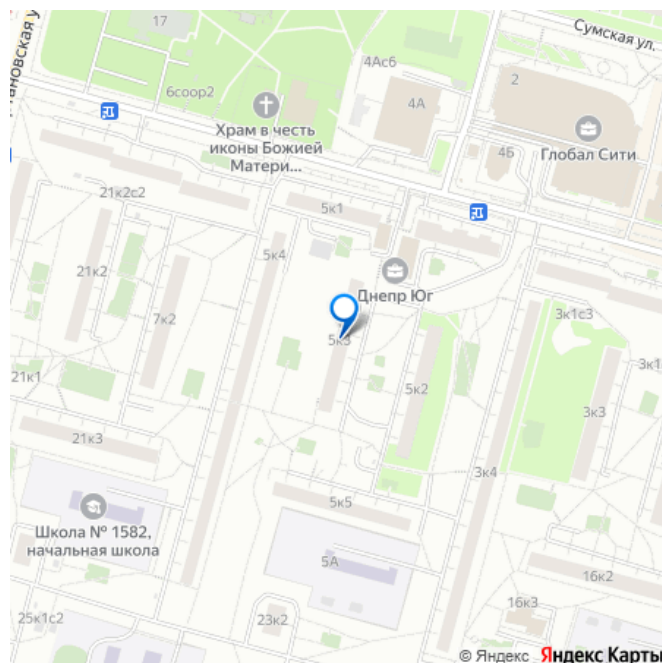 17
Сумская ул.
тановская у
4Ас6
2
6соор2
4А
Храм в честь
иконы Божией
Матери...
4Б
Глобал Сити
21к2с2
5к1
5к4
21к2
Днепр Юг
7к2
3к1с3
5к3
3к1
21к1
5к2
3к3
21к3
3к4
5к5
Школа № 1582,
начальная школа
5А
16к2
16к3
25к1с2
23к2
© Яндекс Яндекс Карты